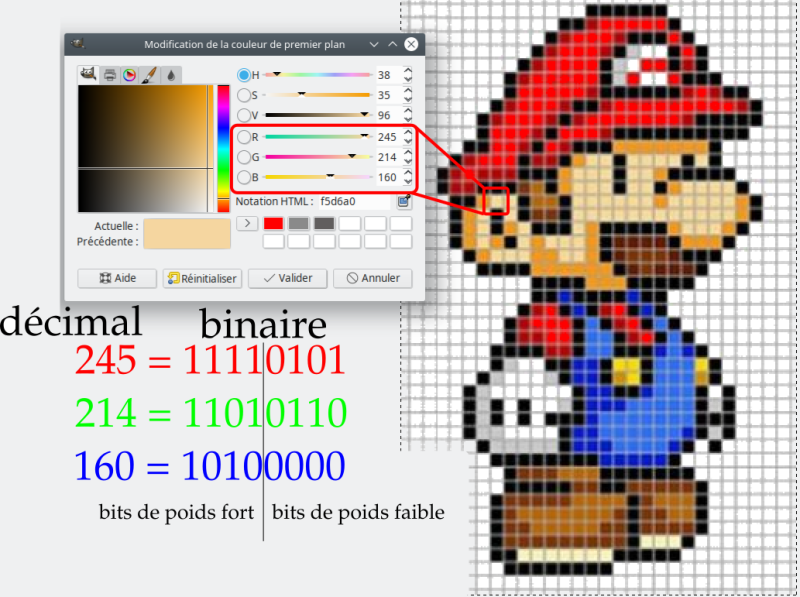 Modification de la couleur de premier plan
H 38
S 35
V 96
R 245
G 214
B 160
Notation HTML : f5d6a0
>
Actuelle :
Précédente :
Aide Réinitialiser Valider Annuler
décimal binaire
245 = 11110101
214 = 11010110
160 = 10100000
bits de poids fort bits de poids faible